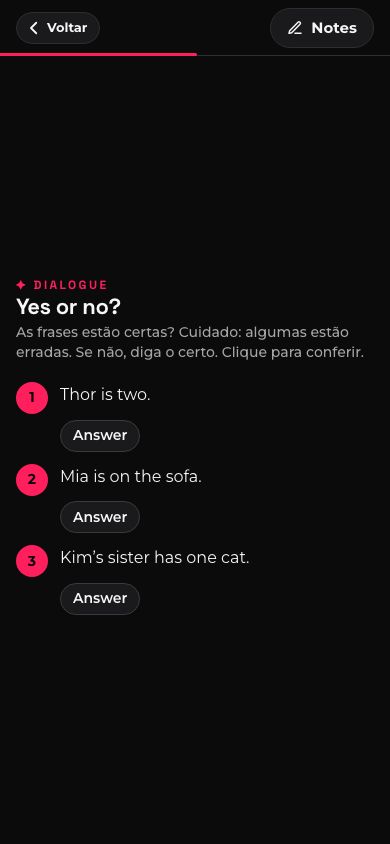 Voltar
Notes
DIALOGUE
Yes or no?
As frases estão certas? Cuidado: algumas estão
erradas. Se não, diga o certo. Clique para conferir.
1
Thor is two.
Answer
2
Mia is on the sofa.
Answer
3
Kim’s sister has one cat.
Answer